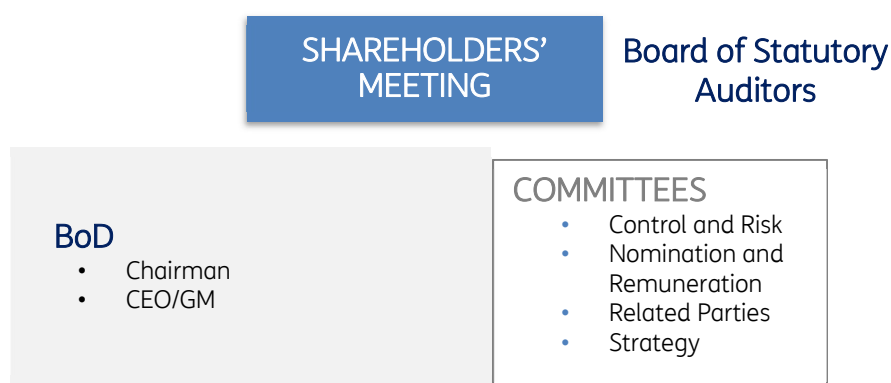 SHAREHOLDERS’
MEETING
Board of Statutory
Auditors
BoD
• Chairman
• CEO/GM
COMMITTEES
• Control and Risk
• Nomination and
Remuneration
• Related Parties
• Strategy